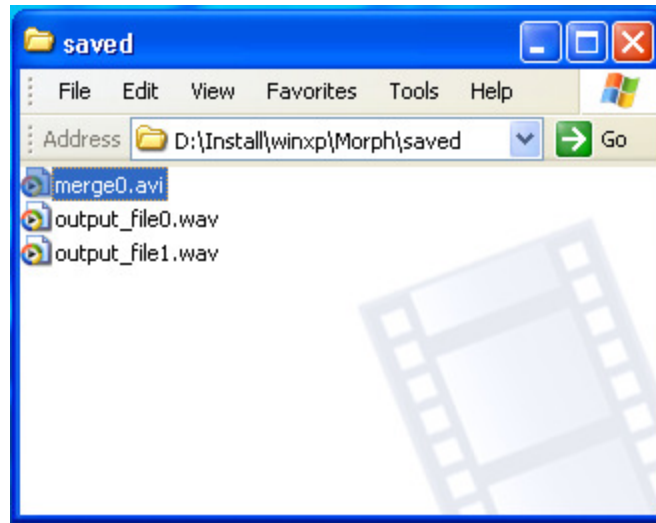 saved
File Edit View Favorites Tools Help
Address D:\Install\winxp\Morph\saved Go
merge0.avi
output_file0.wav
output_file1.wav